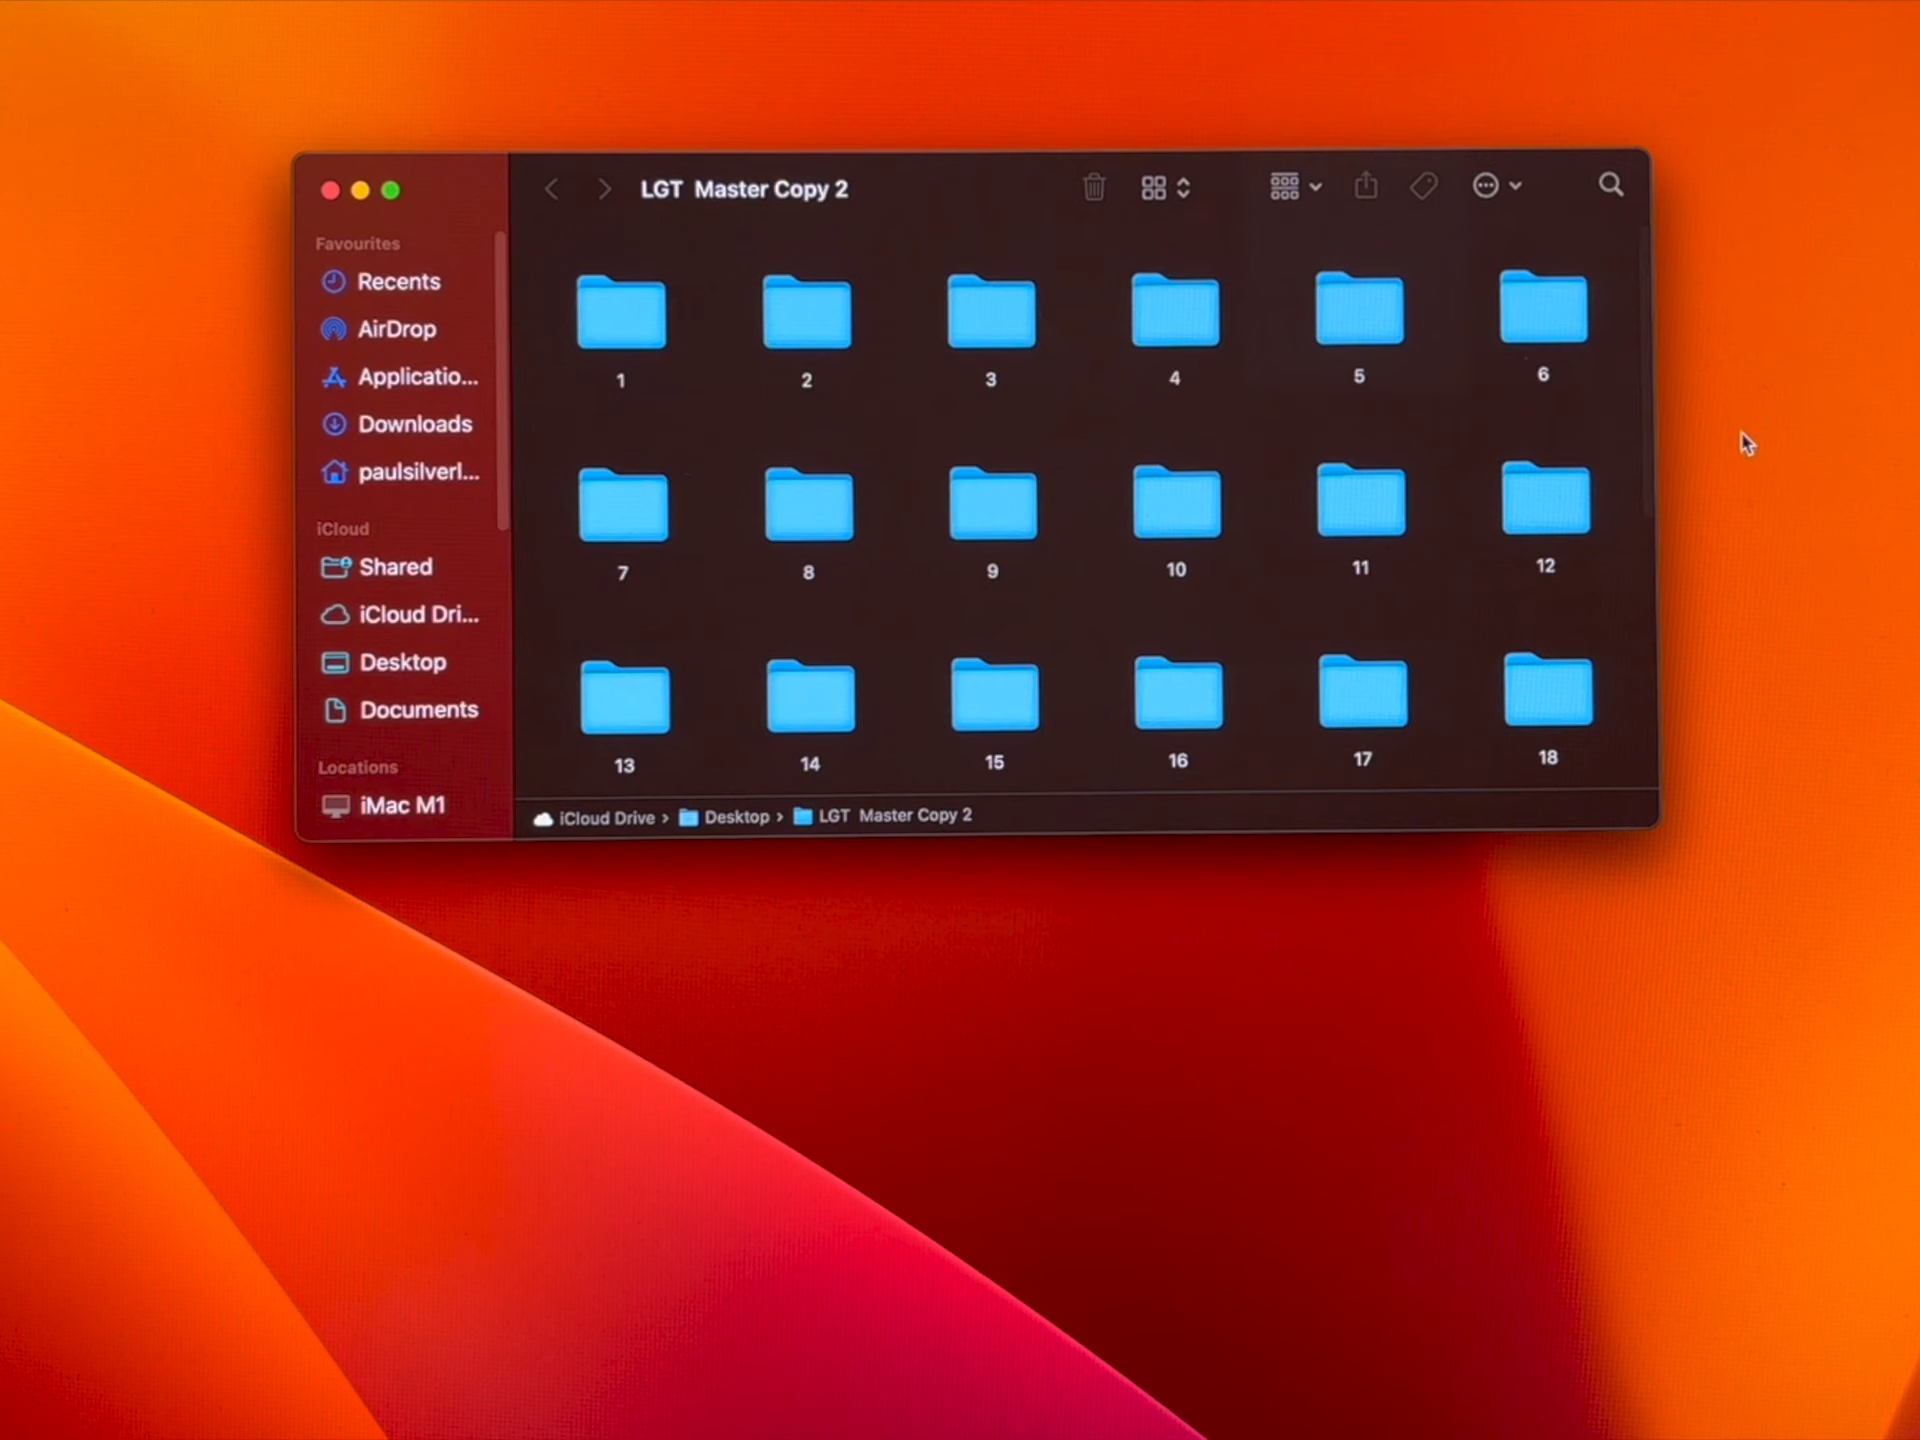 LGT  Master Copy 2
Favourites
Recents
AirDrop
Applicatio...
Downloads
paulsilverl...
iCloud
Shared
iCloud Dri...
Desktop
Documents
Locations
iMac M1
1 2 3 4 5 6
7 8 9 10 11 12
13 14 15 16 17 18
iCloud Drive › Desktop › LGT  Master Copy 2